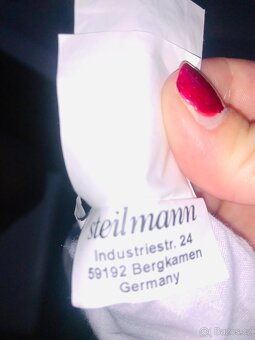 steilmann
Industriestr. 24
59192 Bergkamen
Germany